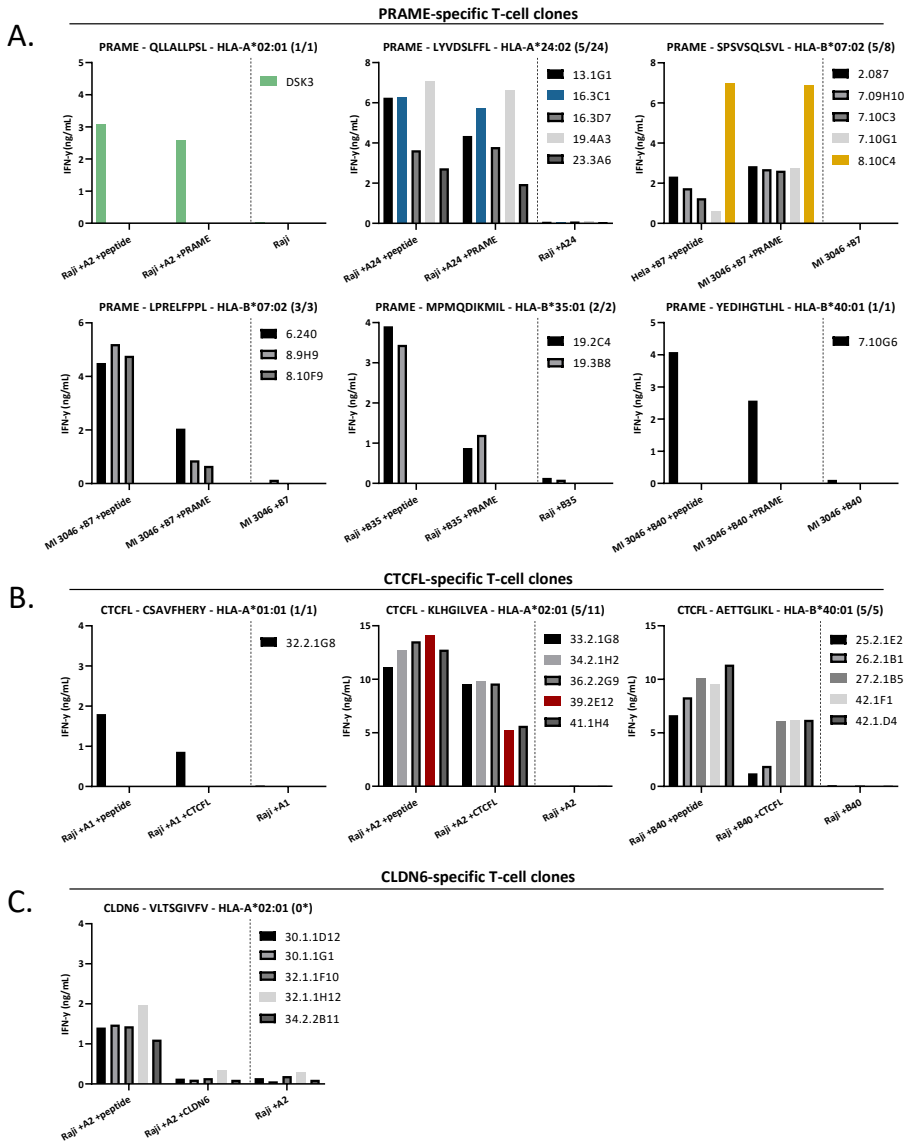 PRAME-specific T-cell clones
A.
PRAME - QLLALLPSL - HLA-A*02:01 (1/1)
IFN-γ (ng/mL)
5
4
3
2
1
0
DSK3
Raji +A2 +peptide
Raji +A2 +PRAME
Raji
PRAME - LYVDSLFFL - HLA-A*24:02 (5/24)
IFN-γ (ng/mL)
8
6
4
2
0
13.1G1
16.3C1
16.3D7
19.4A3
23.3A6
Raji +A24 +peptide
Raji +A24 +PRAME
Raji +A24
PRAME - SPSVSQLSVL - HLA-B*07:02 (5/8)
IFN-γ (ng/mL)
8
6
4
2
0
2.087
7.09H10
7.10C3
7.10G1
8.10C4
Hela +B7 +peptide
MI 3046 +B7 +PRAME
MI 3046 +B7
PRAME - LPRELFPPL - HLA-B*07:02 (3/3)
IFN-γ (ng/mL)
6
4
2
0
6.240
8.9H9
8.10F9
MI 3046 +B7 +peptide
MI 3046 +B7 +PRAME
MI 3046 +B7
PRAME - MPMQDIKMIL - HLA-B*35:01 (2/2)
IFN-γ (ng/mL)
4
3
2
1
0
19.2C4
19.3B8
Raji +B35 +peptide
Raji +B35 +PRAME
Raji +B35
PRAME - YEDIHGTLHL - HLA-B*40:01 (1/1)
IFN-γ (ng/mL)
5
4
3
2
1
0
7.10G6
MI 3046 +B40 +peptide
MI 3046 +B40 +PRAME
MI 3046 +B40
CTCFL-specific T-cell clones
B.
CTCFL - CSAVFHERY - HLA-A*01:01 (1/1)
IFN-γ (ng/mL)
4
3
2
1
0
32.2.1G8
Raji +A1 +peptide
Raji +A1 +CTCFL
Raji +A1
CTCFL - KLHGILVEA - HLA-A*02:01 (5/11)
IFN-γ (ng/mL)
15
10
5
0
33.2.1G8
34.2.1H2
36.2.2G9
39.2E12
41.1H4
Raji +A2 +peptide
Raji +A2 +CTCFL
Raji +A2
CTCFL - AETTGLIKL - HLA-B*40:01 (5/5)
IFN-γ (ng/mL)
15
10
5
0
25.2.1E2
26.2.1B1
27.2.1B5
42.1F1
42.1.D4
Raji +B40 +peptide
Raji +B40 +CTCFL
Raji +B40
CLDN6-specific T-cell clones
C.
CLDN6 - VLTSGIVFV - HLA-A*02:01 (0*)
IFN-γ (ng/mL)
4
3
2
1
0
30.1.1D12
30.1.1G1
32.1.1F10
32.1.1H12
34.2.2B11
Raji +A2 +peptide
Raji +A2 +CLDN6
Raji +A2